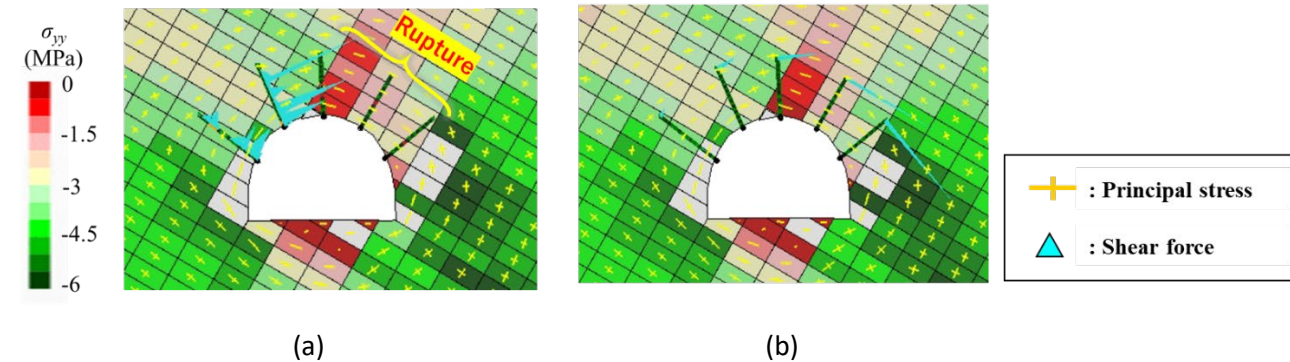 σyy
(MPa)
0
-1.5
-3
-4.5
-6
Rupture
: Principal stress
: Shear force
(a)
(b)